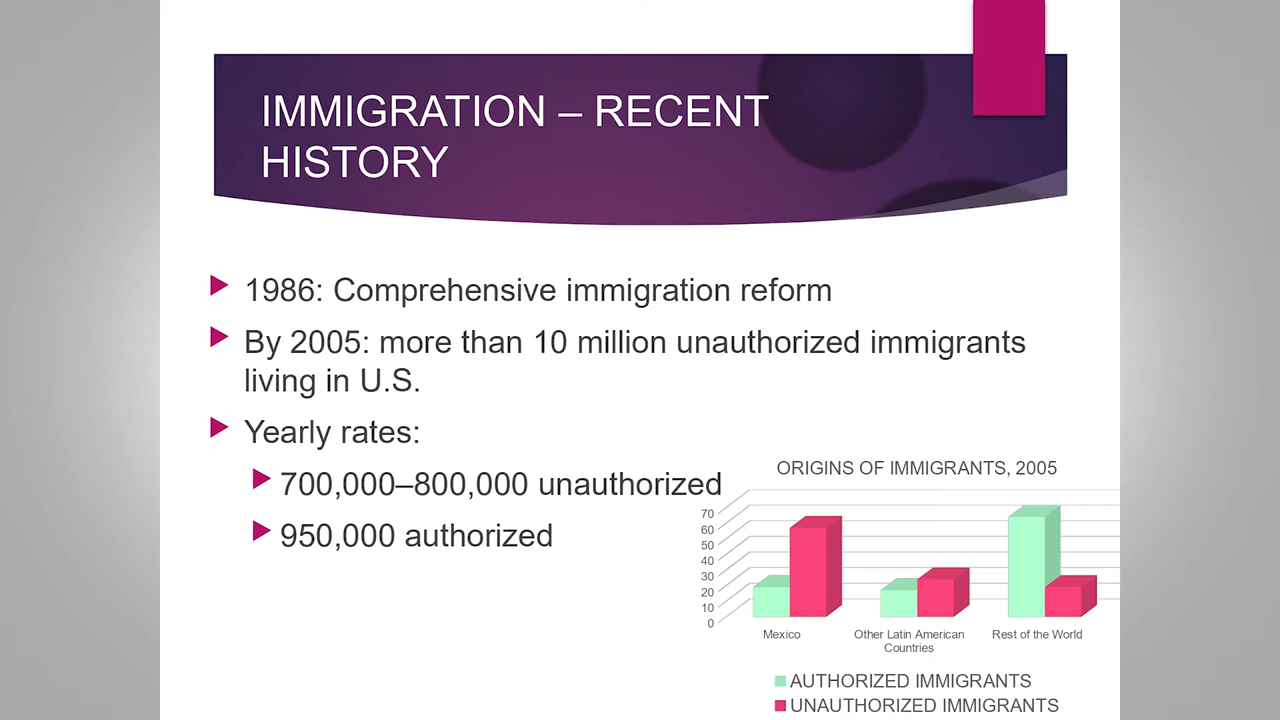 IMMIGRATION – RECENT
HISTORY
1986: Comprehensive immigration reform
By 2005: more than 10 million unauthorized immigrants
living in U.S.
Yearly rates:
700,000–800,000 unauthorized
950,000 authorized
ORIGINS OF IMMIGRANTS, 2005
70
60
50
40
30
20
10
0
Mexico
Other Latin American
Countries
Rest of the World
AUTHORIZED IMMIGRANTS
UNAUTHORIZED IMMIGRANTS